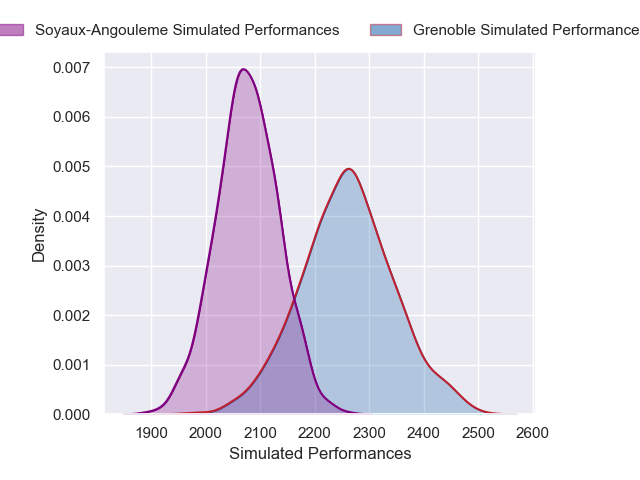 Soyaux-Angouleme Simulated Performances Grenoble Simulated Performance
0.007
0.006
0.005
0.004
0.003
0.002
0.001
0.000
Density
1900 2000 2100 2200 2300 2400 2500 2600
Simulated Performances